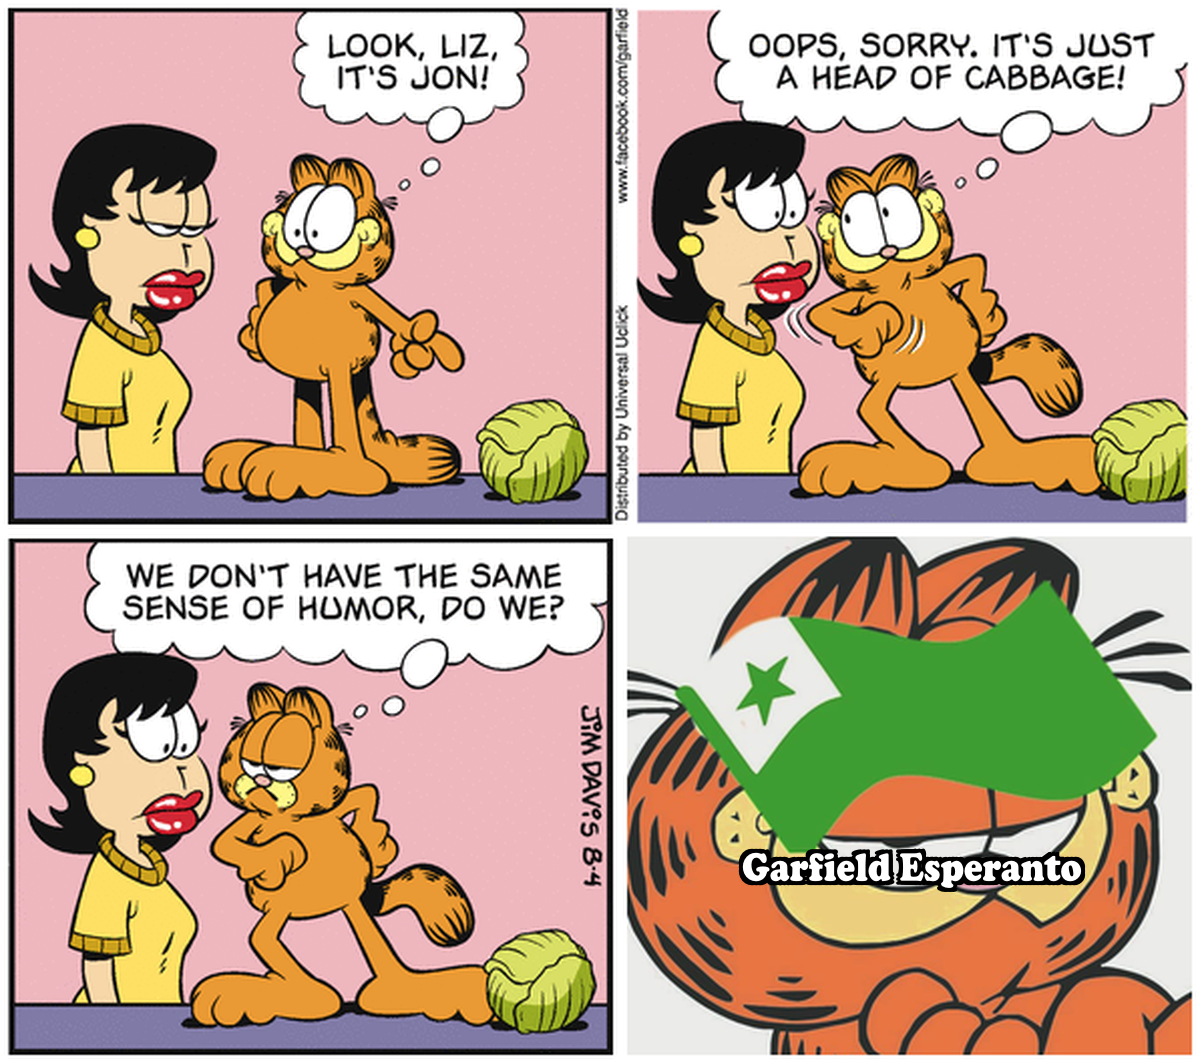 LOOK, LIZ,
IT'S JON!
www.facebook.com/garfield
Distributed by Universal Uclick
OOPS, SORRY. IT'S JUST
A HEAD OF CABBAGE!
WE DON'T HAVE THE SAME
SENSE OF HUMOR, DO WE?
JIM DAVIS 8-4
Garfield Esperanto